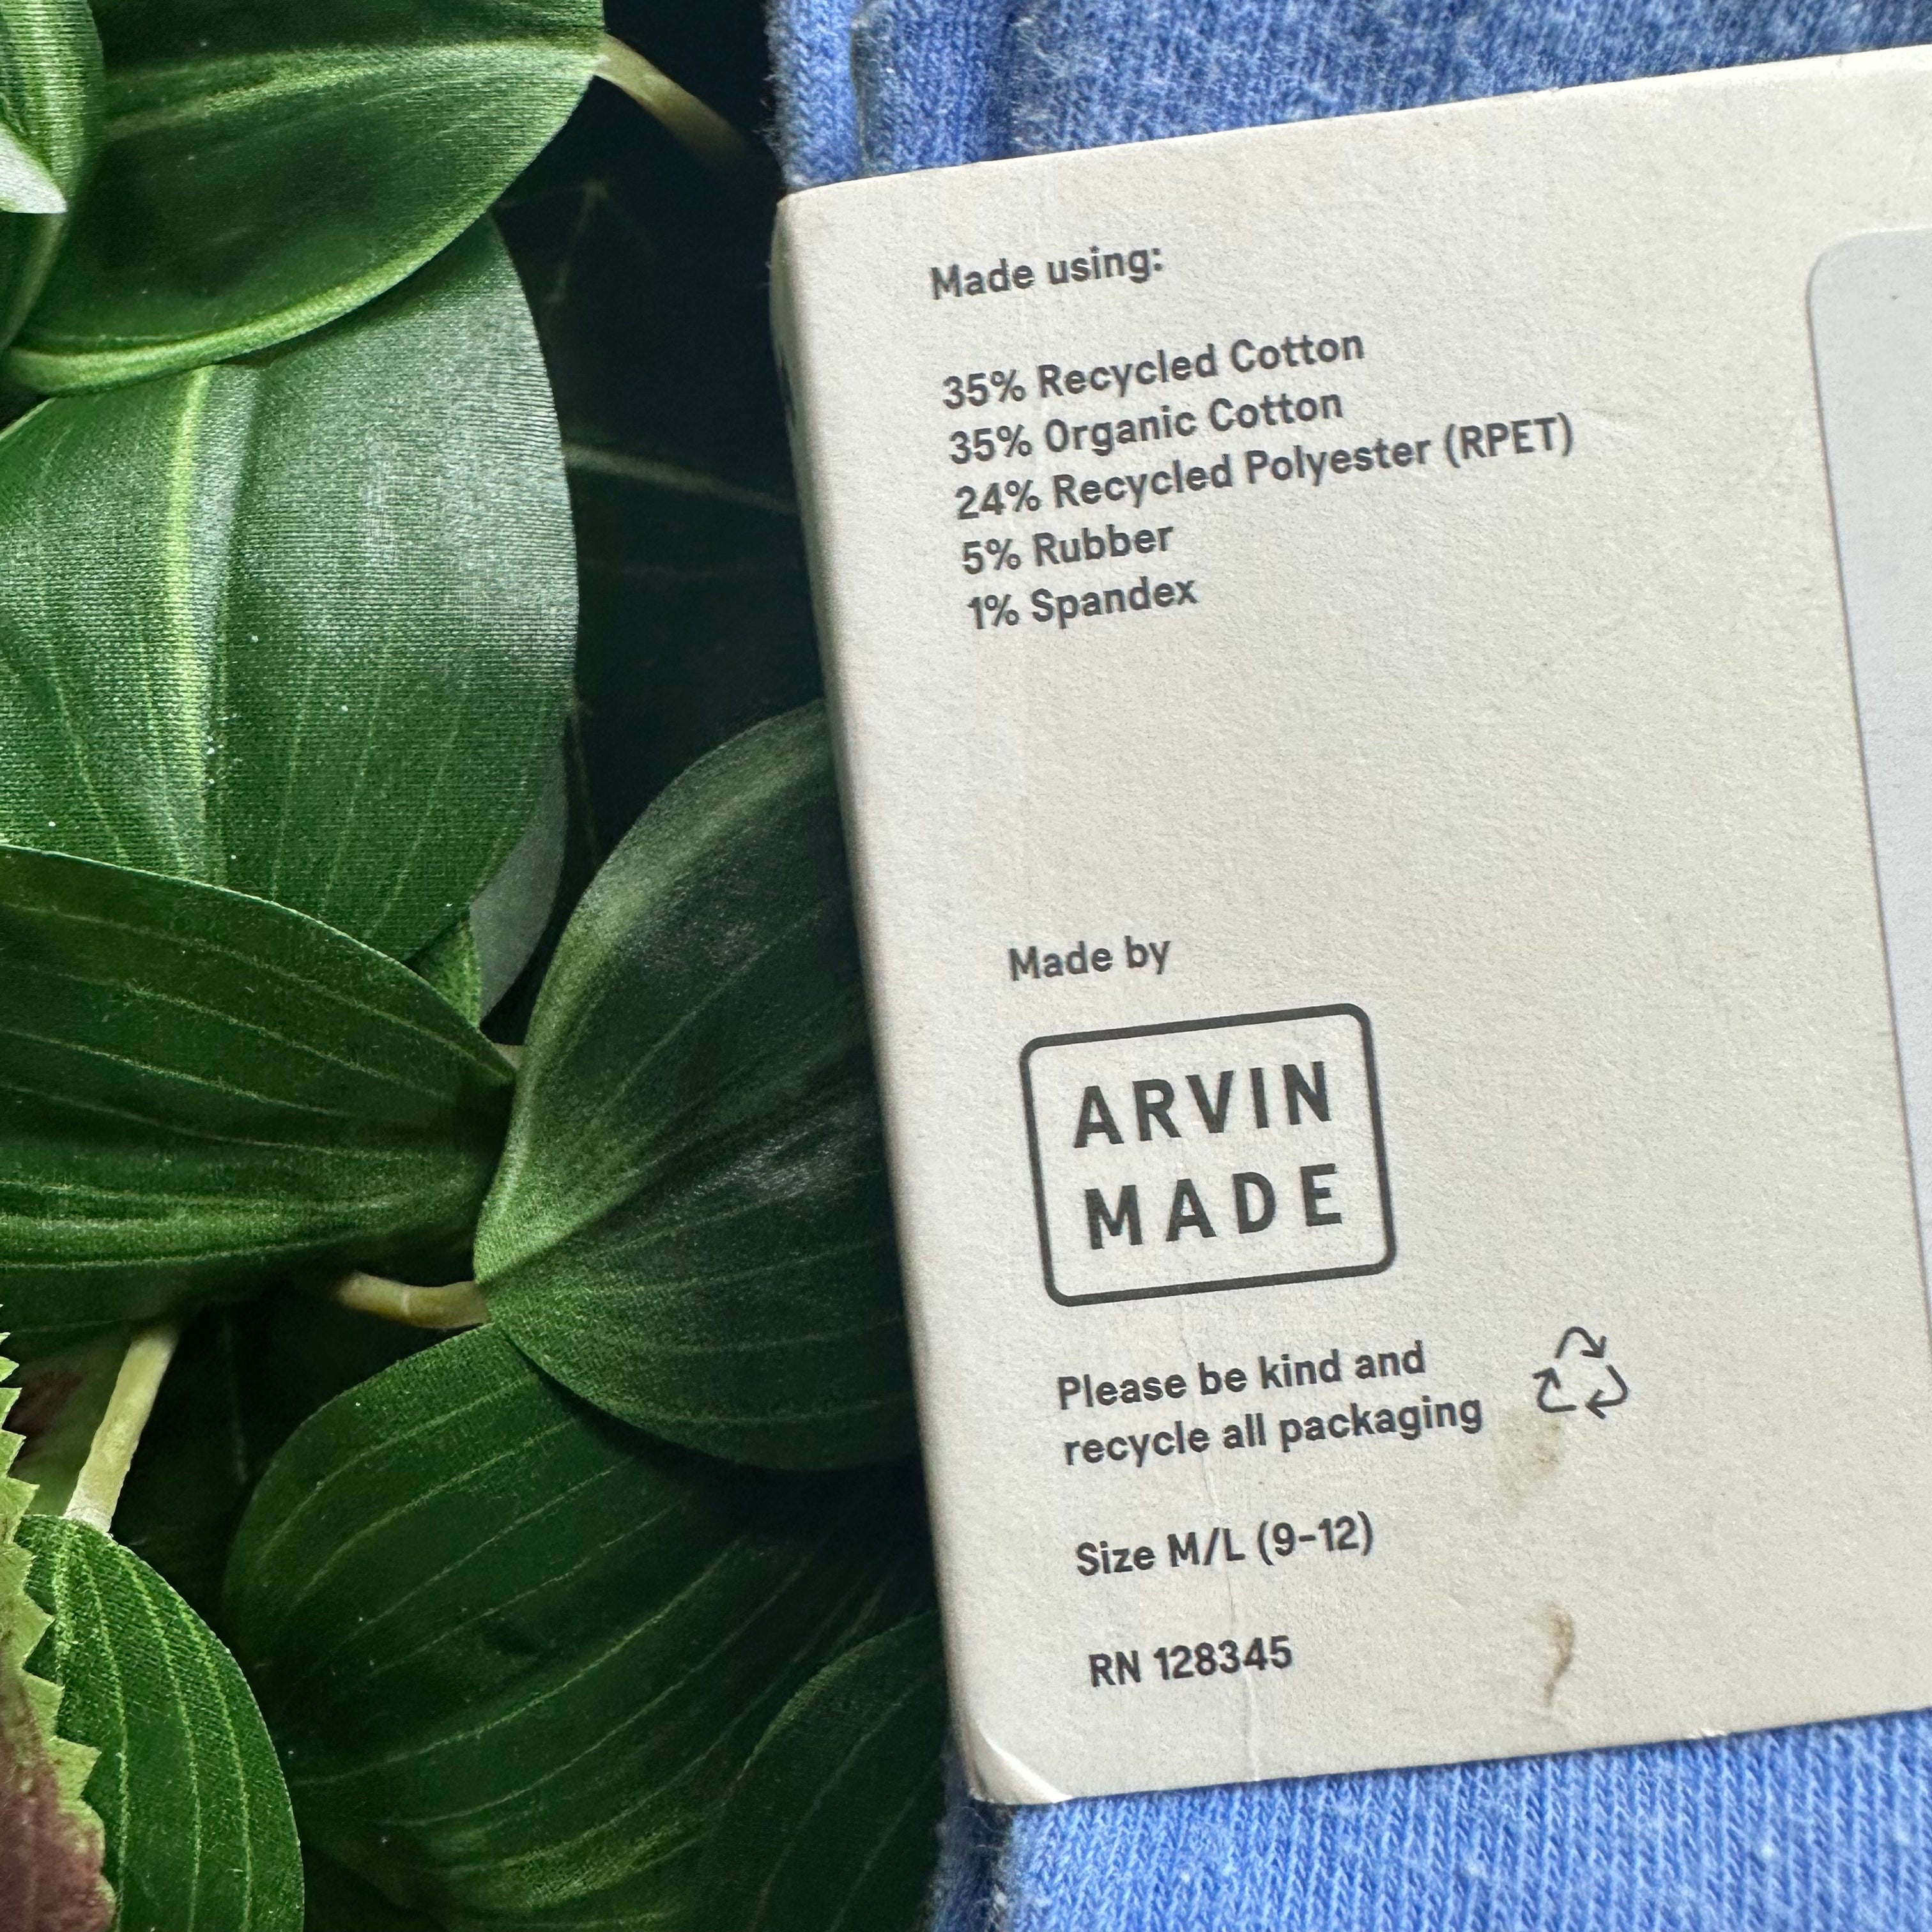 Made using:
35% Recycled Cotton
35% Organic Cotton
24% Recycled Polyester (RPET)
5% Rubber
1% Spandex
Made by
ARVIN
MADE
Please be kind and
recycle all packaging
Size M/L (9-12)
RN 128345